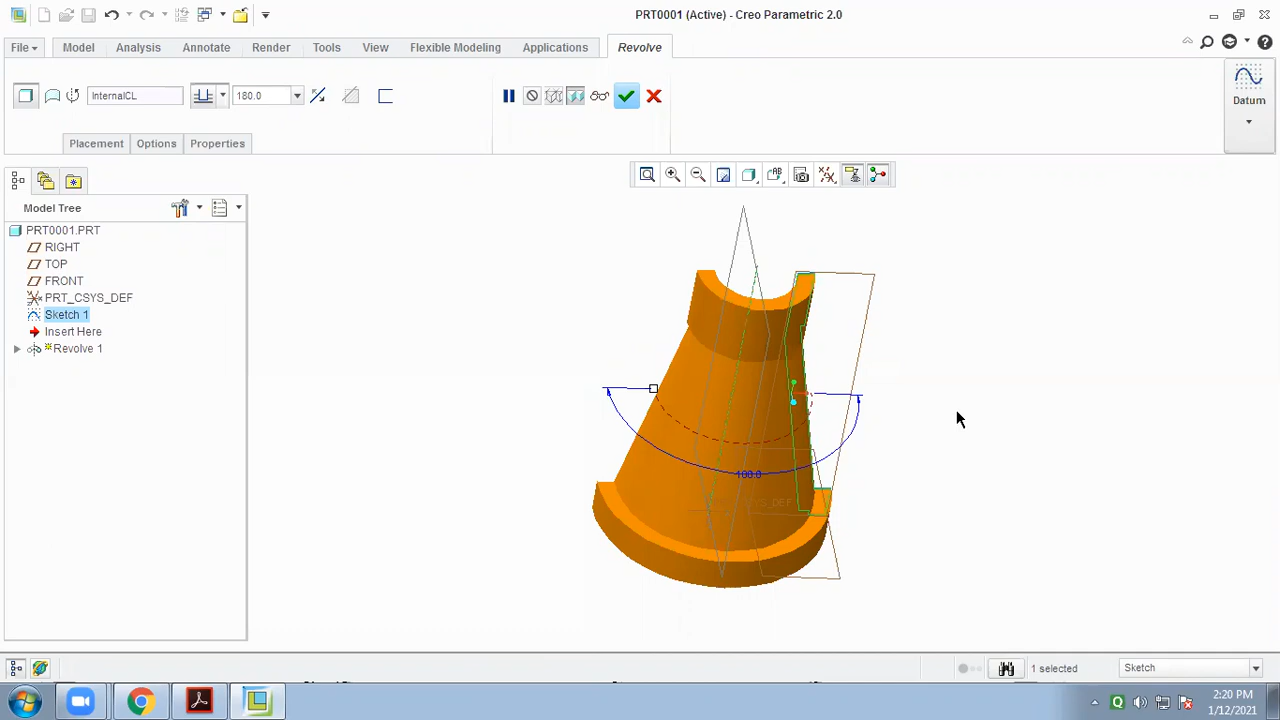 PRT0001 (Active) - Creo Parametric 2.0
File Model Analysis Annotate Render Tools View Flexible Modeling Applications Revolve
InternalCL 180.0
Datum
Placement Options Properties
Model Tree
PRT0001.PRT
RIGHT
TOP
FRONT
PRT_CSYS_DEF
Sketch 1
Insert Here
Revolve 1
1 selected Sketch
2:20 PM
1/12/2021